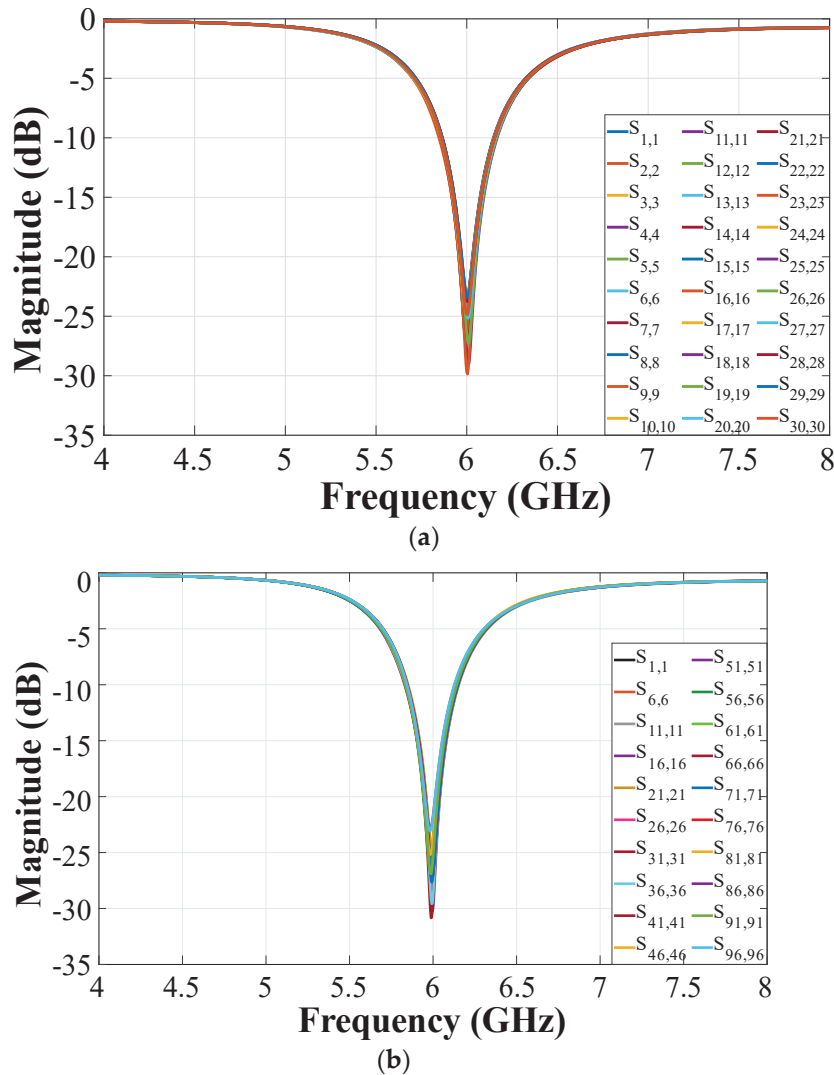 0
-5
-10
-15
-20
-25
-30
-35
Magnitude (dB)
S1,1 S11,11 S21,21
S2,2 S12,12 S22,22
S3,3 S13,13 S23,23
S4,4 S14,14 S24,24
S5,5 S15,15 S25,25
S6,6 S16,16 S26,26
S7,7 S17,17 S27,27
S8,8 S18,18 S28,28
S9,9 S19,19 S29,29
S10,10 S20,20 S30,30
4 4.5 5 5.5 6 6.5 7 7.5 8
Frequency (GHz)
(a)
0
-5
-10
-15
-20
-25
-30
-35
Magnitude (dB)
S1,1 S51,51
S6,6 S56,56
S11,11 S61,61
S16,16 S66,66
S21,21 S71,71
S26,26 S76,76
S31,31 S81,81
S36,36 S86,86
S41,41 S91,91
S46,46 S96,96
4 4.5 5 5.5 6 6.5 7 7.5 8
Frequency (GHz)
(b)